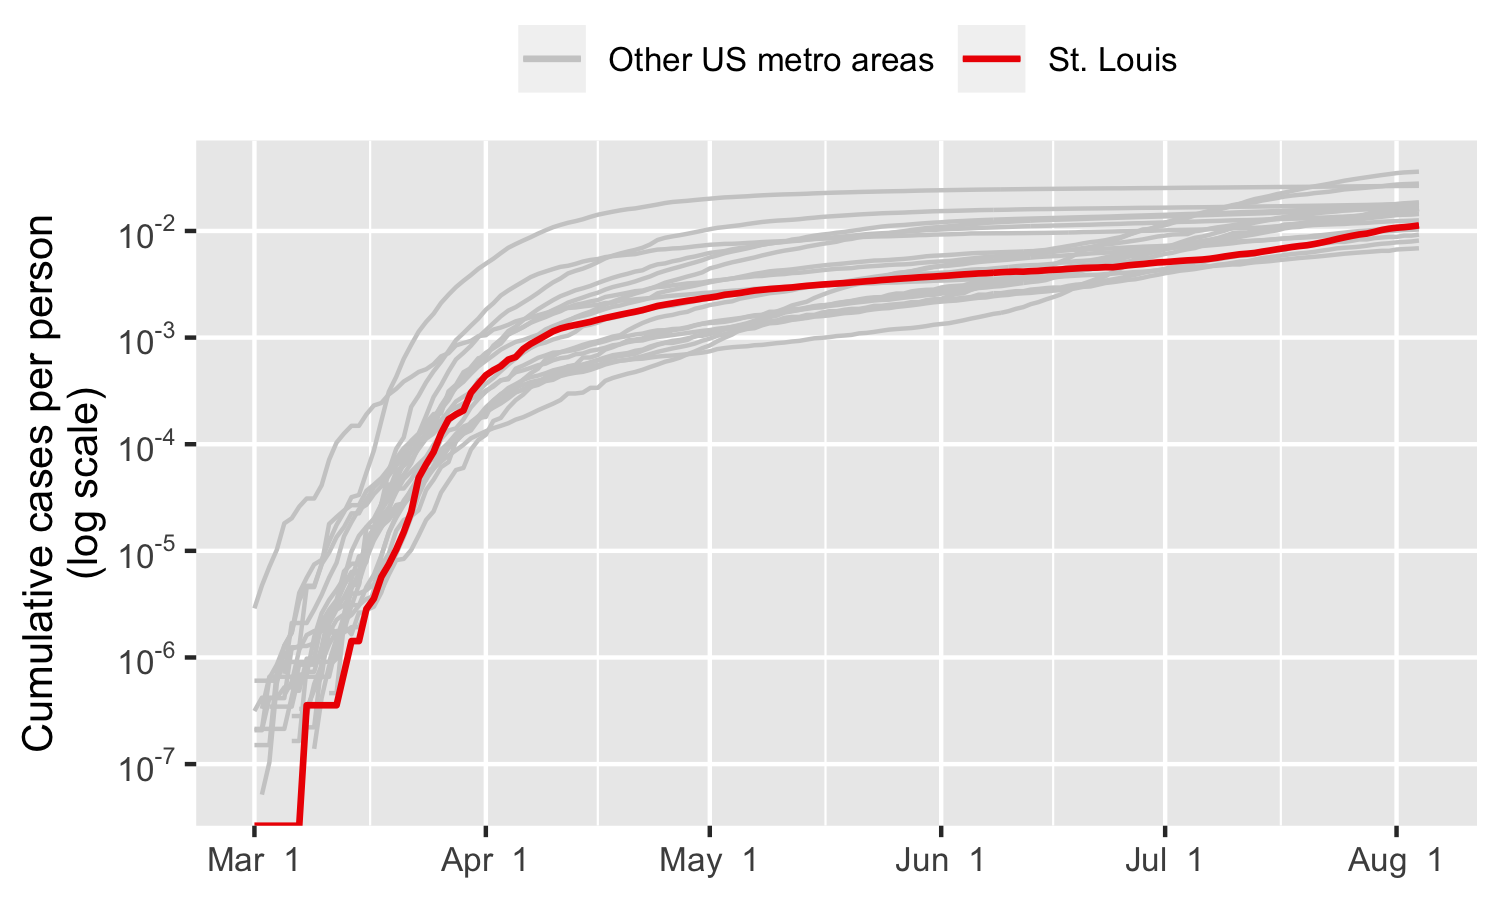 Other US metro areas St. Louis
Cumulative cases per person
(log scale)
10⁻²
10⁻³
10⁻⁴
10⁻⁵
10⁻⁶
10⁻⁷
Mar 1 Apr 1 May 1 Jun 1 Jul 1 Aug 1